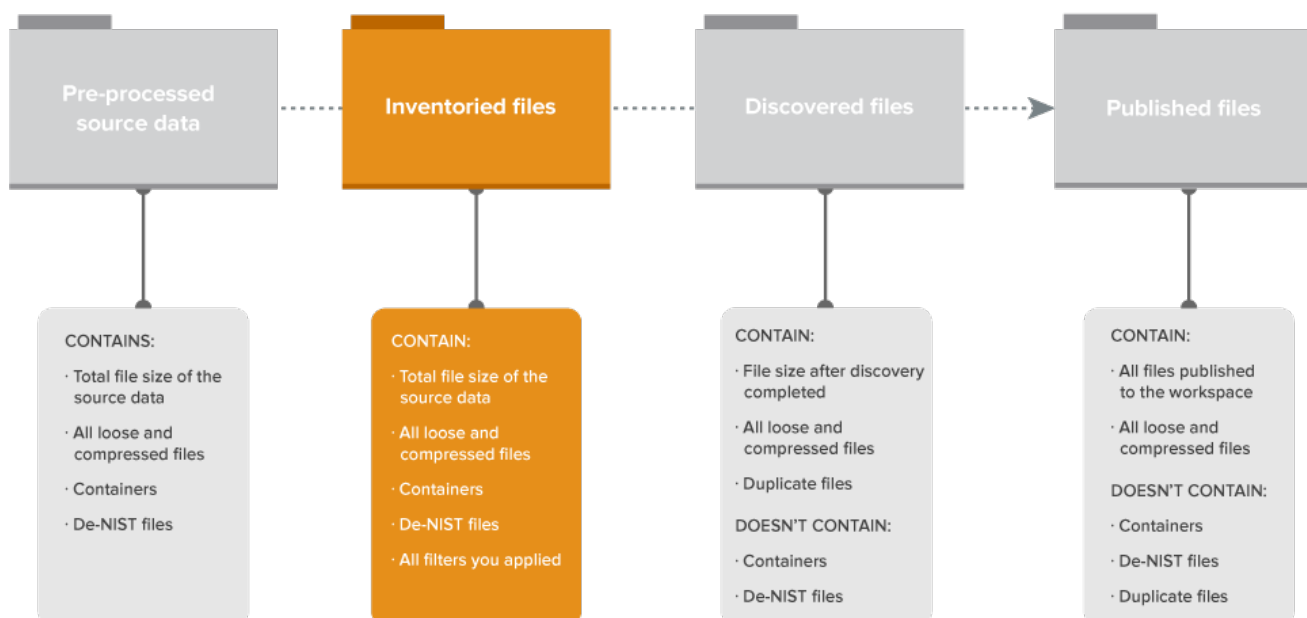 Pre-processed
source data
Inventoried files
Discovered files
Published files
CONTAINS:
· Total file size of the
source data
· All loose and
compressed files
· Containers
· De-NIST files
CONTAIN:
· Total file size of the
source data
· All loose and
compressed files
· Containers
· De-NIST files
· All filters you applied
CONTAIN:
· File size after discovery
completed
· All loose and
compressed files
· Duplicate files
DOESN'T CONTAIN:
· Containers
· De-NIST files
CONTAIN:
· All files published
to the workspace
· All loose and
compressed files
DOESN'T CONTAIN:
· Containers
· De-NIST files
· Duplicate files